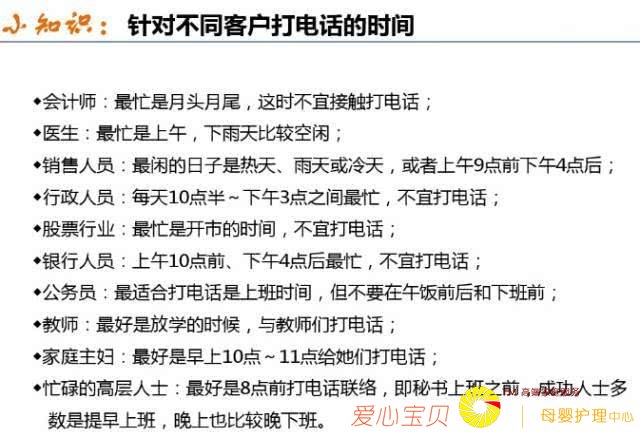 小知识：针对不同客户打电话的时间
◆会计师：最忙是月头月尾，这时不宜接触打电话；
◆医生：最忙是上午，下雨天比较空闲；
◆销售人员：最闲的日子是热天、雨天或冷天，或者上午9点前下午4点后；
◆行政人员：每天10点半～下午3点之间最忙，不宜打电话；
◆股票行业：最忙是开市的时间，不宜打电话；
◆银行人员：上午10点前、下午4点后最忙，不宜打电话；
◆公务员：最适合打电话是上班时间，但不要在午饭前后和下班前；
◆教师：最好是放学的时候，与教师们打电话；
◆家庭主妇：最好是早上10点～11点给她们打电话；
◆忙碌的高层人士：最好是8点前打电话联络，即秘书上班之前，成功人士多
数是提早上班，晚上也比较晚下班。
爱心宝贝
母婴护理中心